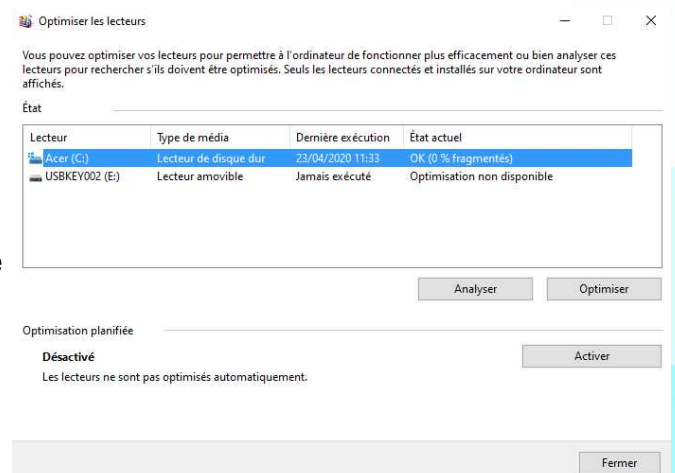 Optimiser les lecteurs
Vous pouvez optimiser vos lecteurs pour permettre à l'ordinateur de fonctionner plus efficacement ou bien analyser ces
lecteurs pour rechercher s'ils doivent être optimisés. Seuls les lecteurs connectés et installés sur votre ordinateur sont
affichés.
État
Lecteur Type de média Dernière exécution État actuel
Acer (C:) Lecteur de disque dur 23/04/2020 11:33 OK (0 % fragmentés)
USBKEY002 (E:) Lecteur amovible Jamais exécuté Optimisation non disponible
Analyser Optimiser
Optimisation planifiée
Désactivé Activer
Les lecteurs ne sont pas optimisés automatiquement.
Fermer